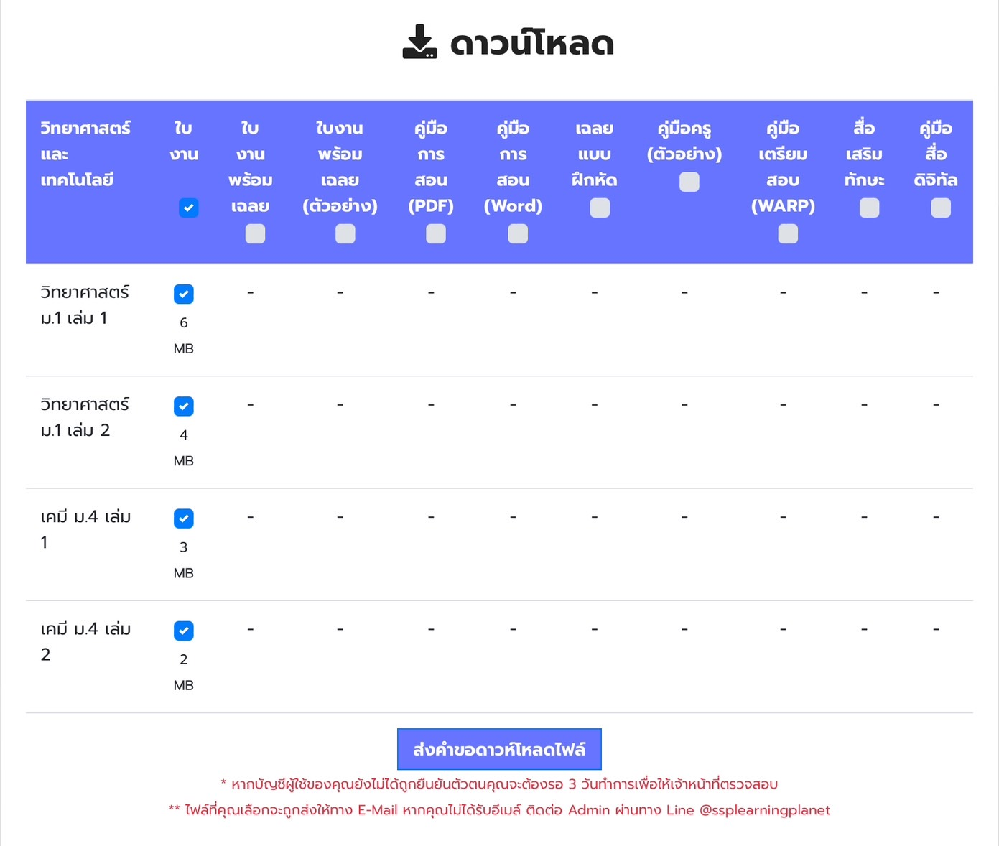 ดาวน์โหลด
วิทยาศาสตร์และเทคโนโลยี
ใบงาน
ใบงานพร้อมเฉลย
ใบงานพร้อมเฉลย (ตัวอย่าง)
คู่มือการสอน (PDF)
คู่มือการสอน (Word)
เฉลยแบบฝึกหัด
คู่มือครู (ตัวอย่าง)
คู่มือเตรียมสอบ (WARP)
สื่อเสริมทักษะ
คู่มือสื่อดิจิทัล
วิทยาศาสตร์ ม.1 เล่ม 1
6 MB
- - - - - - - - -
วิทยาศาสตร์ ม.1 เล่ม 2
4 MB
- - - - - - - - -
เคมี ม.4 เล่ม 1
3 MB
- - - - - - - - -
เคมี ม.4 เล่ม 2
2 MB
- - - - - - - - -
ส่งคำขอดาวห์โหลดไฟล์
* หากบัญชีผู้ใช้ของคุณยังไม่ได้ถูกยืนยันตัวตนคุณจะต้องรอ 3 วันทำการเพื่อให้เจ้าหน้าที่ตรวจสอบ
** ไฟล์ที่คุณเลือกจะถูกส่งให้ทาง E-Mail หากคุณไม่ได้รับอีเมล์ ติดต่อ Admin ผ่านทาง Line @ssplearningplanet